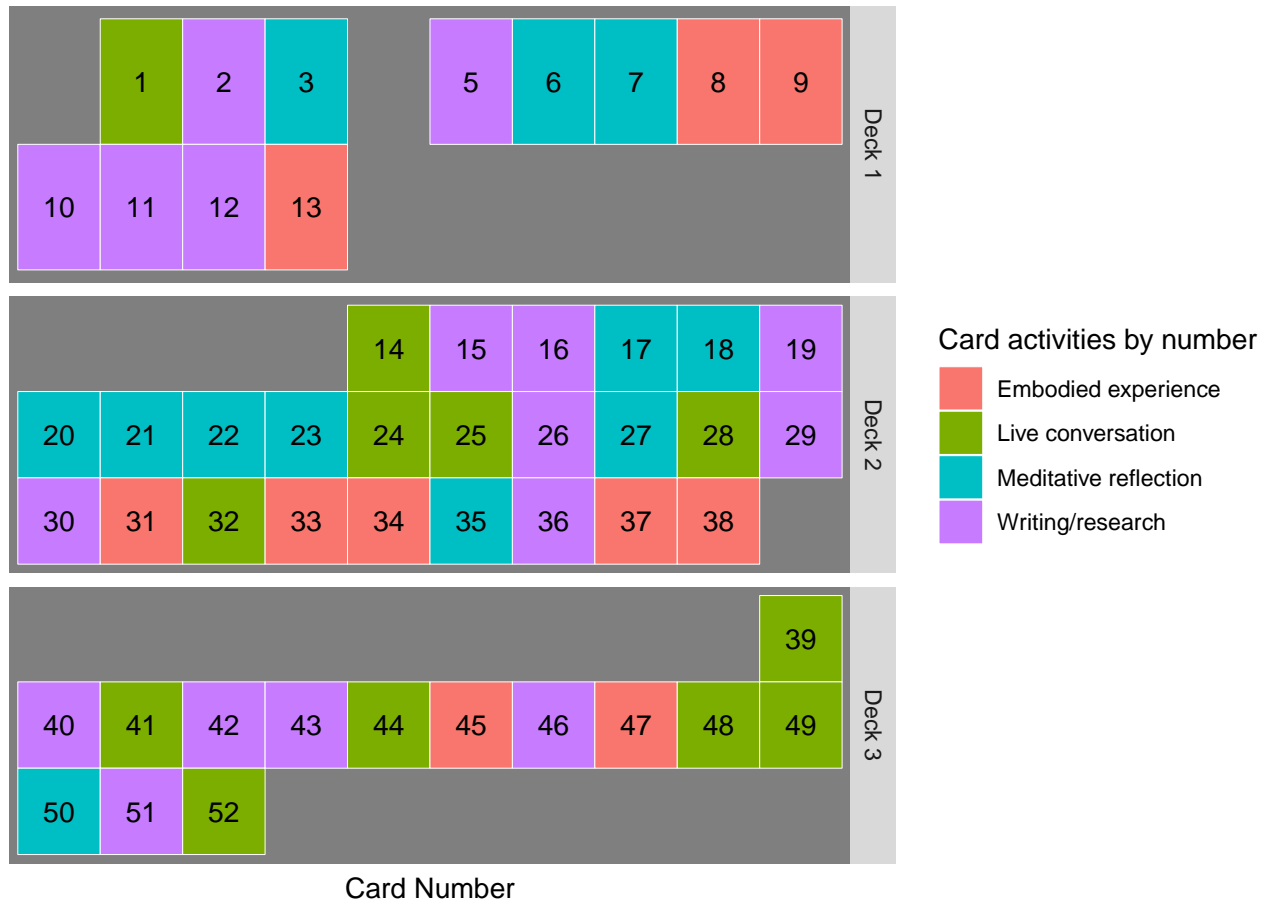 1 2 3 5 6 7 8 9
10 11 12 13
Deck 1
14 15 16 17 18 19
20 21 22 23 24 25 26 27 28 29
30 31 32 33 34 35 36 37 38
Deck 2
39
40 41 42 43 44 45 46 47 48 49
50 51 52
Deck 3
Card Number
Card activities by number
Embodied experience
Live conversation
Meditative reflection
Writing/research